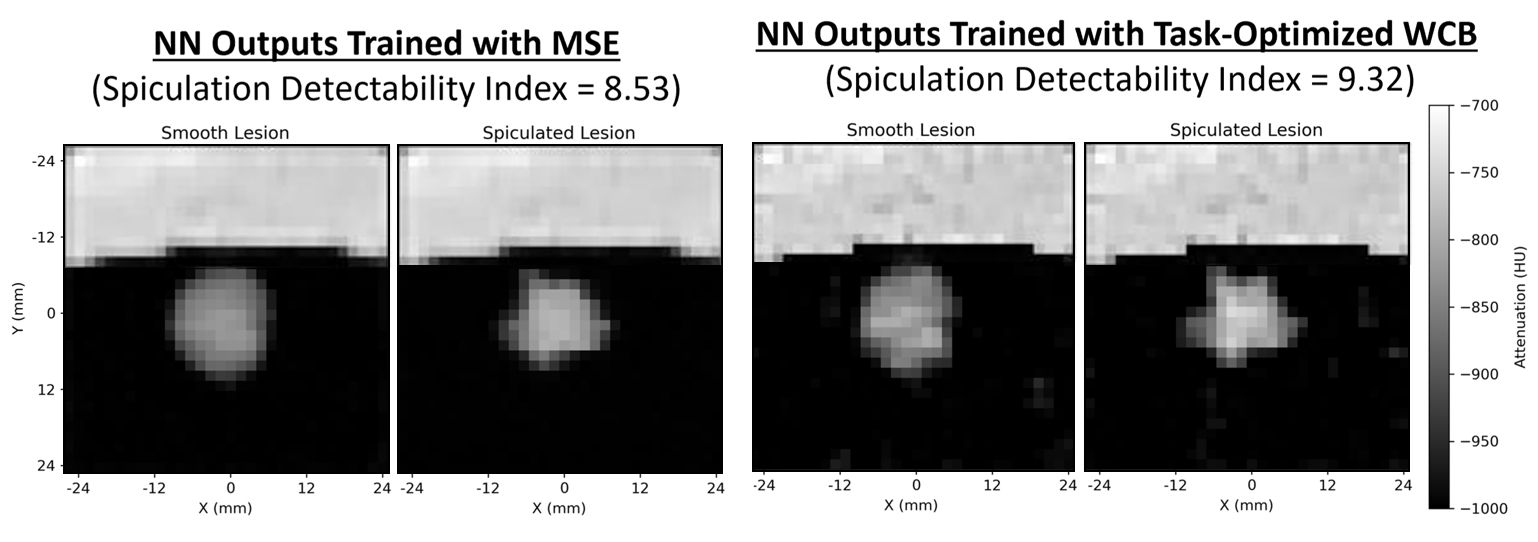 NN Outputs Trained with MSE
(Spiculation Detectability Index = 8.53)
NN Outputs Trained with Task-Optimized WCB
(Spiculation Detectability Index = 9.32)
Smooth Lesion
Spiculated Lesion
Smooth Lesion
Spiculated Lesion
-24
-12
0
12
24
Y (mm)
-24 -12 0 12 24
X (mm)
-24 -12 0 12 24
X (mm)
-24 -12 0 12 24
X (mm)
-24 -12 0 12 24
X (mm)
−700
−750
−800
−850
−900
−950
−1000
Attenuation (HU)